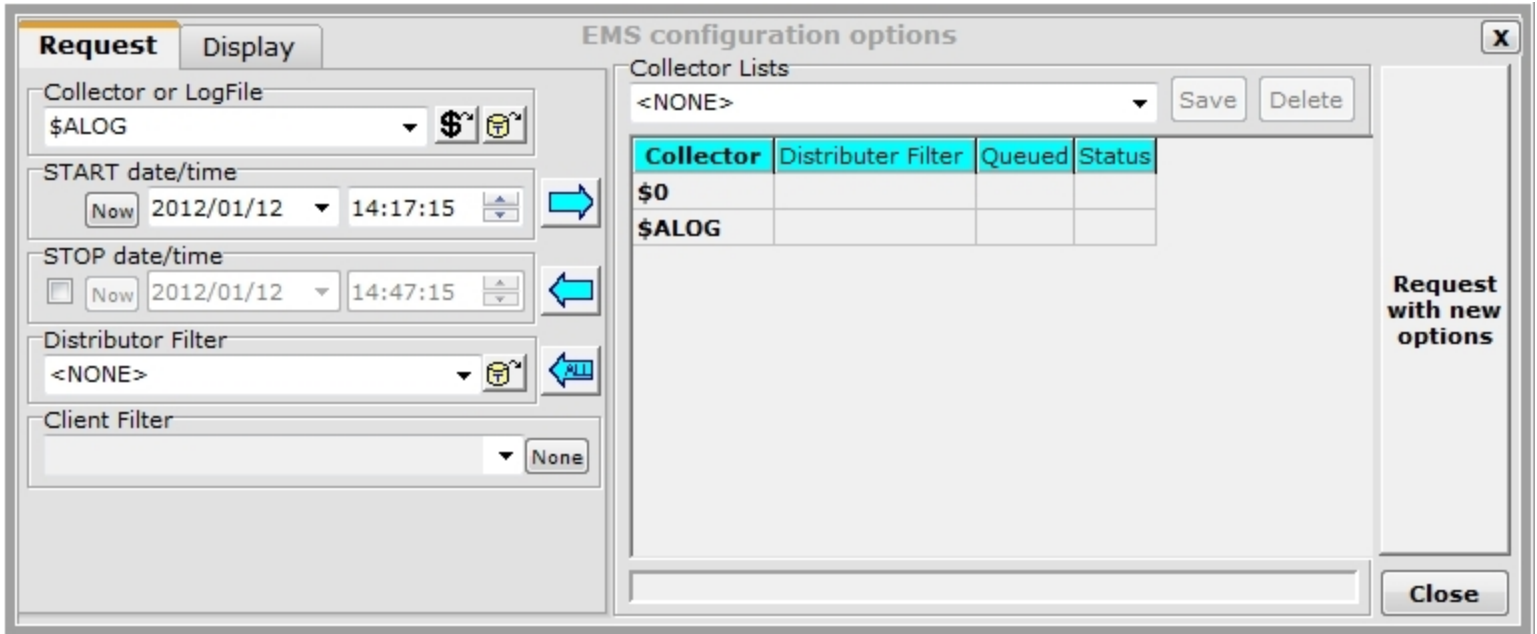 EMS configuration options
X
Request
Display
Collector or LogFile
$ALOG
$
START date/time
Now 2012/01/12 14:17:15
STOP date/time
Now 2012/01/12 14:47:15
Distributor Filter
<NONE>
ALL
Client Filter
None
Collector Lists
<NONE>
Save
Delete
Collector Distributer Filter Queued Status
$0
$ALOG
Request
with new
options
Close